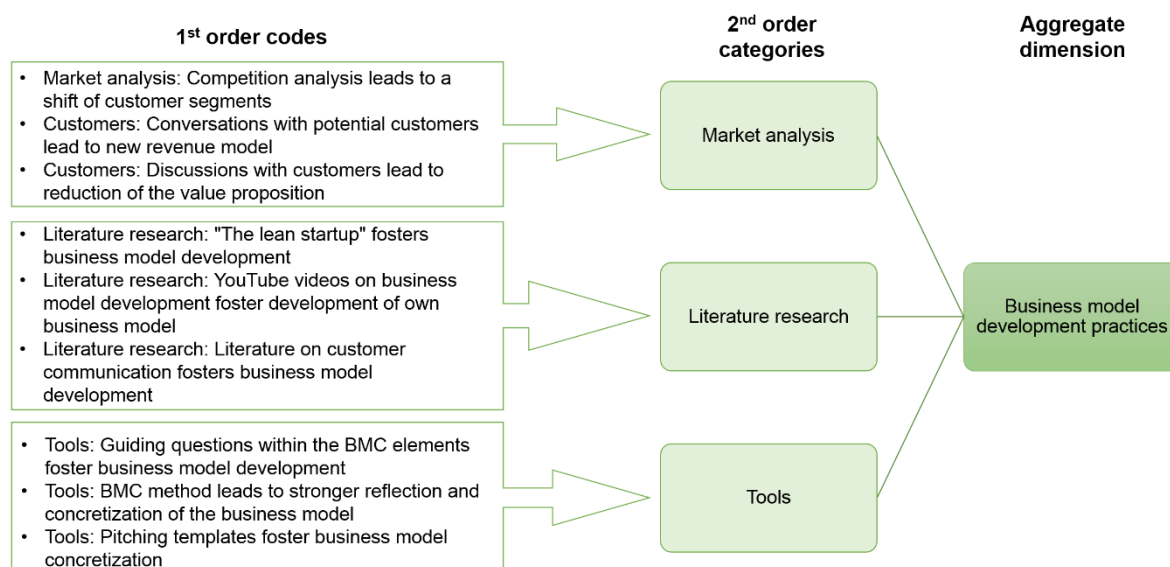 1st order codes
2nd order
categories
Aggregate
dimension
• Market analysis: Competition analysis leads to a
shift of customer segments
• Customers: Conversations with potential customers
lead to new revenue model
• Customers: Discussions with customers lead to
reduction of the value proposition
Market analysis
• Literature research: "The lean startup" fosters
business model development
• Literature research: YouTube videos on business
model development foster development of own
business model
• Literature research: Literature on customer
communication fosters business model
development
Literature research
Business model
development practices
• Tools: Guiding questions within the BMC elements
foster business model development
• Tools: BMC method leads to stronger reflection and
concretization of the business model
• Tools: Pitching templates foster business model
concretization
Tools